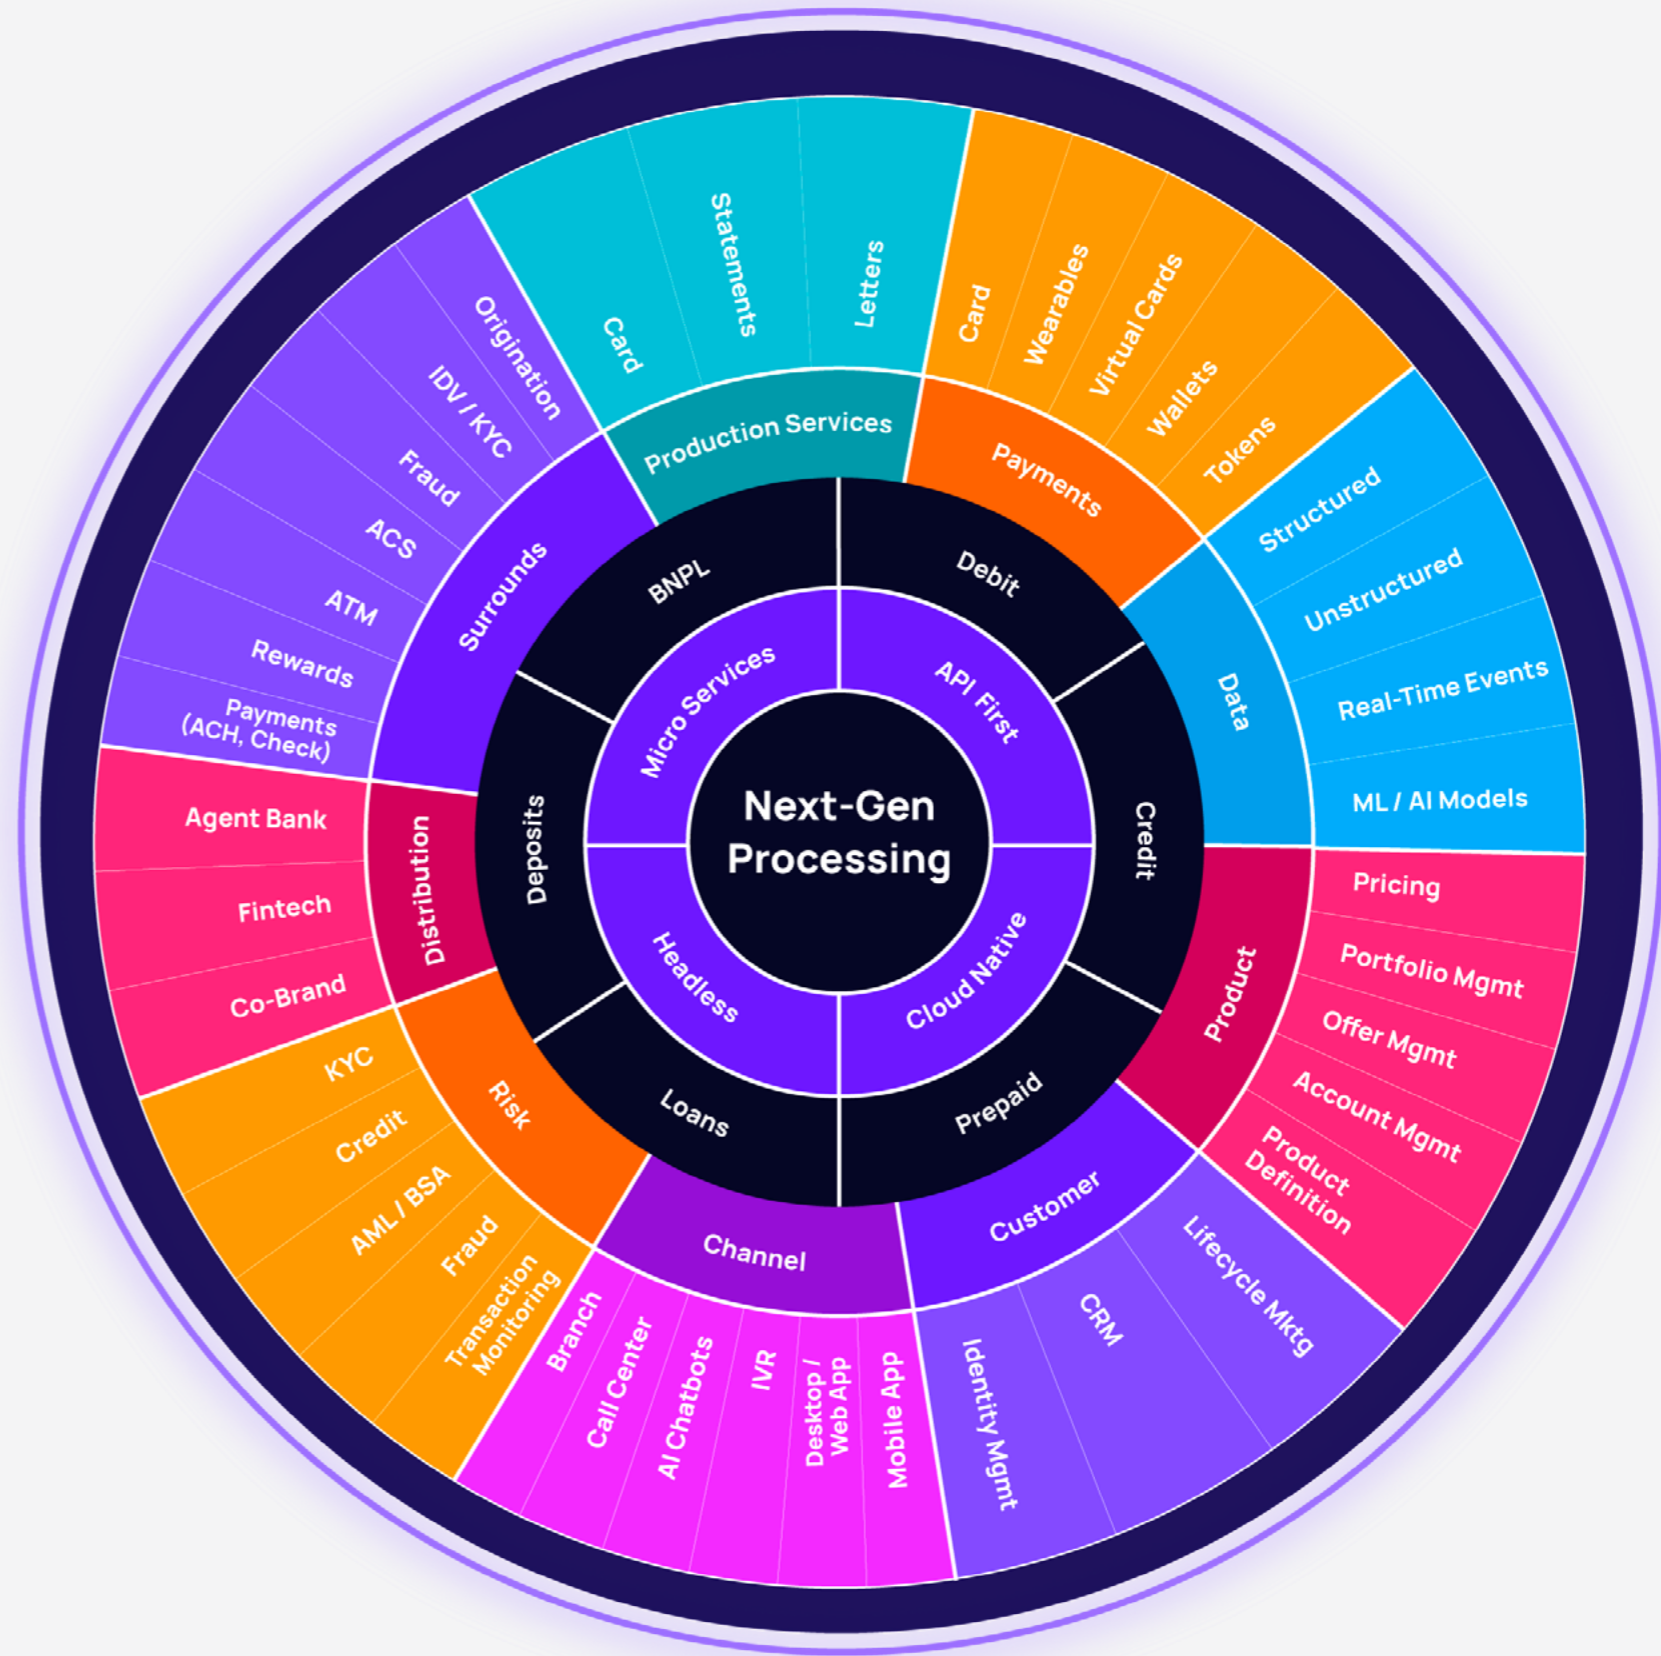 Next-Gen
Processing
Micro Services
API First
Cloud Native
Headless
BNPL
Debit
Credit
Prepaid
Loans
Deposits
Production Services
Card
Statements
Letters
Payments
Card
Wearables
Virtual Cards
Wallets
Tokens
Data
Structured
Unstructured
Real-Time Events
ML / AI Models
Product
Pricing
Portfolio Mgmt
Offer Mgmt
Account Mgmt
Product
Definition
Customer
Lifecycle Mktg
CRM
Identity Mgmt
Channel
Mobile App
Desktop /
Web App
IVR
AI Chatbots
Call Center
Branch
Risk
Transaction
Monitoring
Fraud
AML / BSA
Credit
KYC
Distribution
Co-Brand
Fintech
Agent Bank
Surrounds
Payments
(ACH, Check)
Rewards
ATM
ACS
Fraud
IDV / KYC
Origination